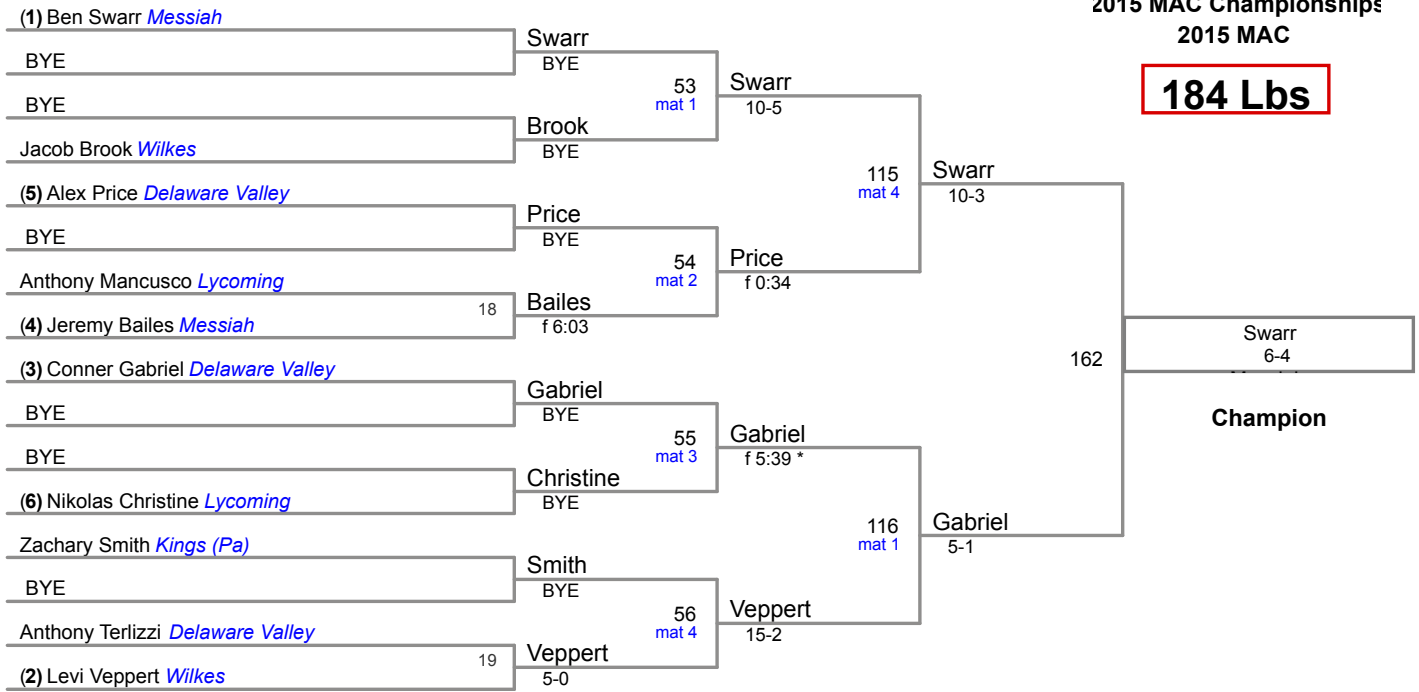 2015 MAC Championships
2015 MAC
184 Lbs
(1) Ben Swarr Messiah
BYE
BYE
Jacob Brook Wilkes
(5) Alex Price Delaware Valley
BYE
Anthony Mancusco Lycoming
18
(4) Jeremy Bailes Messiah
(3) Conner Gabriel Delaware Valley
BYE
BYE
(6) Nikolas Christine Lycoming
Zachary Smith Kings (Pa)
BYE
Anthony Terlizzi Delaware Valley
19
(2) Levi Veppert Wilkes
Swarr
BYE
53
mat 1
Brook
BYE
Price
BYE
54
mat 2
Bailes
f 6:03
Gabriel
BYE
55
mat 3
Christine
BYE
Smith
BYE
56
mat 4
Veppert
5-0
Swarr
10-5
115
mat 4
Price
f 0:34
Gabriel
f 5:39 *
116
mat 1
Veppert
15-2
Swarr
10-3
162
Gabriel
5-1
Swarr
6-4
Champion